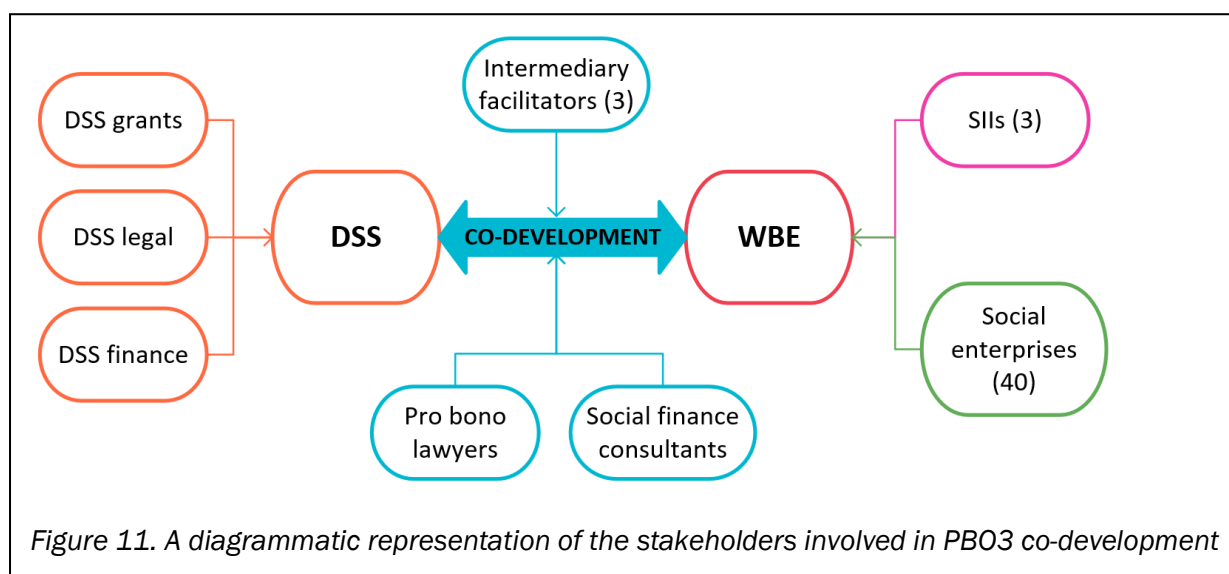 Intermediary
facilitators (3)
DSS grants
SIIs (3)
DSS legal
DSS
CO-DEVELOPMENT
WBE
DSS finance
Social
enterprises
(40)
Pro bono
lawyers
Social finance
consultants
Figure 11. A diagrammatic representation of the stakeholders involved in PBO3 co-development